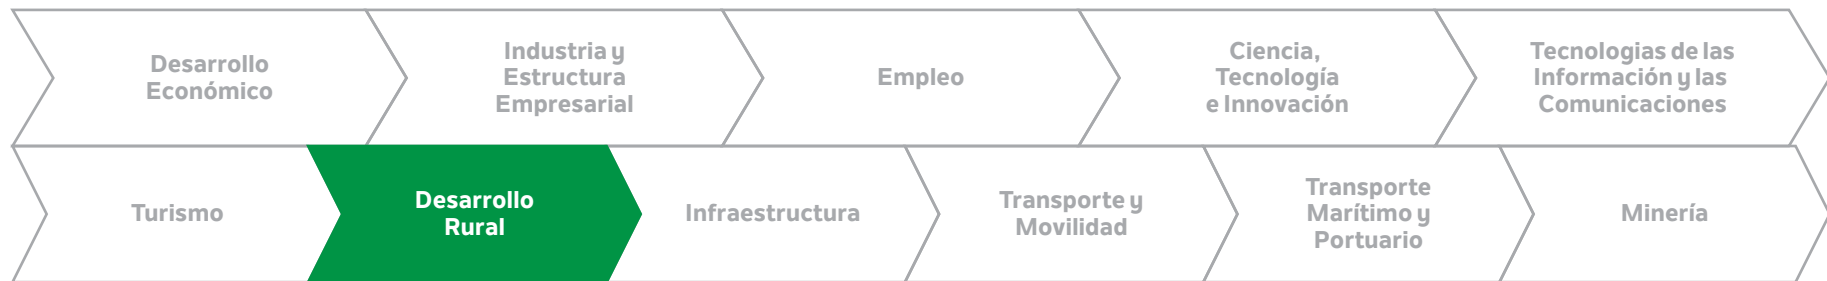 Desarrollo
Económico
Industria y
Estructura
Empresarial
Empleo
Ciencia,
Tecnología
e Innovación
Tecnologias de las
Información y las
Comunicaciones
Turismo
Desarrollo
Rural
Infraestructura
Transporte y
Movilidad
Transporte
Marítimo y
Portuario
Minería